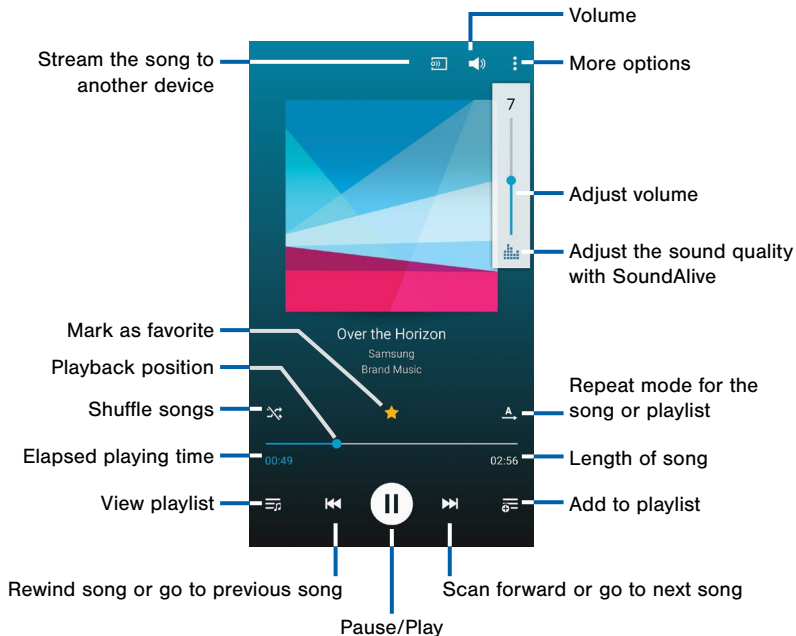 Volume
Stream the song to
another device
More options
7
Adjust volume
Adjust the sound quality
with SoundAlive
Mark as favorite
Over the Horizon
Samsung
Brand Music
Playback position
Repeat mode for the
song or playlist
Shuffle songs
A
Elapsed playing time
00:49
02:56
Length of song
View playlist
Add to playlist
Rewind song or go to previous song
Scan forward or go to next song
Pause/Play